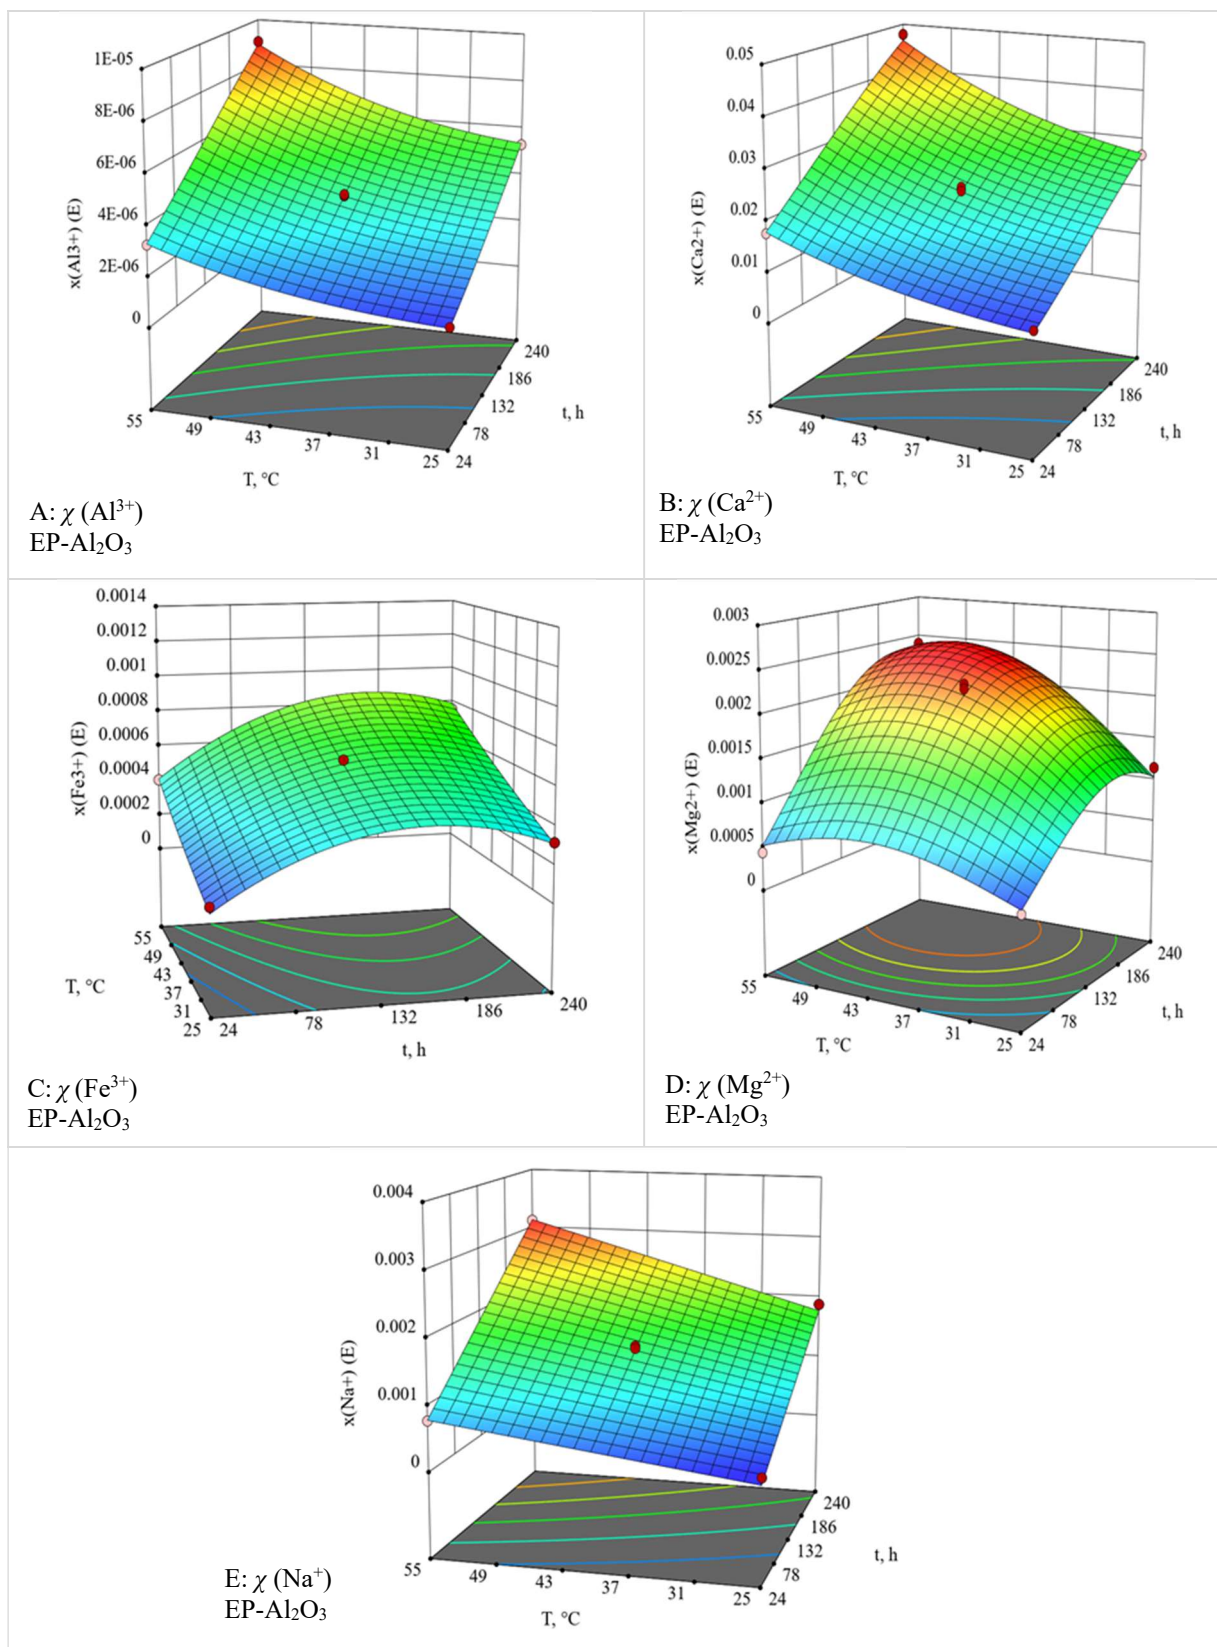 1E-05
8E-06
6E-06
4E-06
2E-06
0
x(Al3+) (E)
55
49
43
37
31
25
24
78
132
186
240
T, °C
t, h
A: χ (Al³⁺)
EP-Al₂O₃
0.05
0.04
0.03
0.02
0.01
0
x(Ca2+) (E)
55
49
43
37
31
25
24
78
132
186
240
T, °C
t, h
B: χ (Ca²⁺)
EP-Al₂O₃
0.0014
0.0012
0.001
0.0008
0.0006
0.0004
0.0002
0
x(Fe3+) (E)
55
49
43
37
31
25
24
78
132
186
240
T, °C
t, h
C: χ (Fe³⁺)
EP-Al₂O₃
0.003
0.0025
0.002
0.0015
0.001
0.0005
0
x(Mg2+) (E)
55
49
43
37
31
25
24
78
132
186
240
T, °C
t, h
D: χ (Mg²⁺)
EP-Al₂O₃
0.004
0.003
0.002
0.001
0
x(Na+) (E)
55
49
43
37
31
25
24
78
132
186
240
T, °C
t, h
E: χ (Na⁺)
EP-Al₂O₃